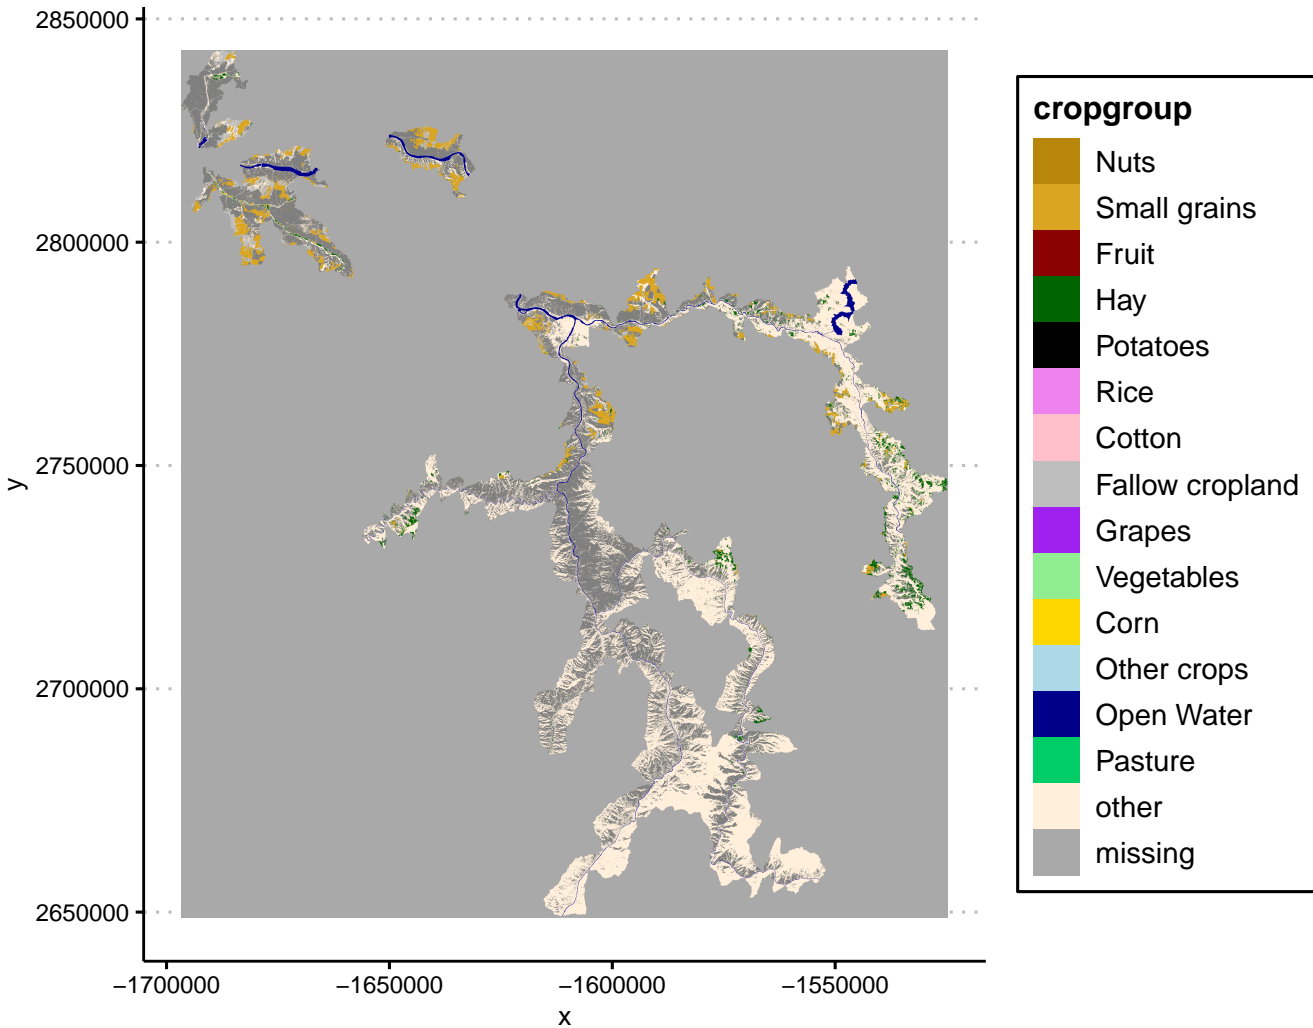 2850000
2800000
2750000
2700000
2650000
y
−1700000
−1650000
−1600000
−1550000
x
cropgroup
Nuts
Small grains
Fruit
Hay
Potatoes
Rice
Cotton
Fallow cropland
Grapes
Vegetables
Corn
Other crops
Open Water
Pasture
other
missing